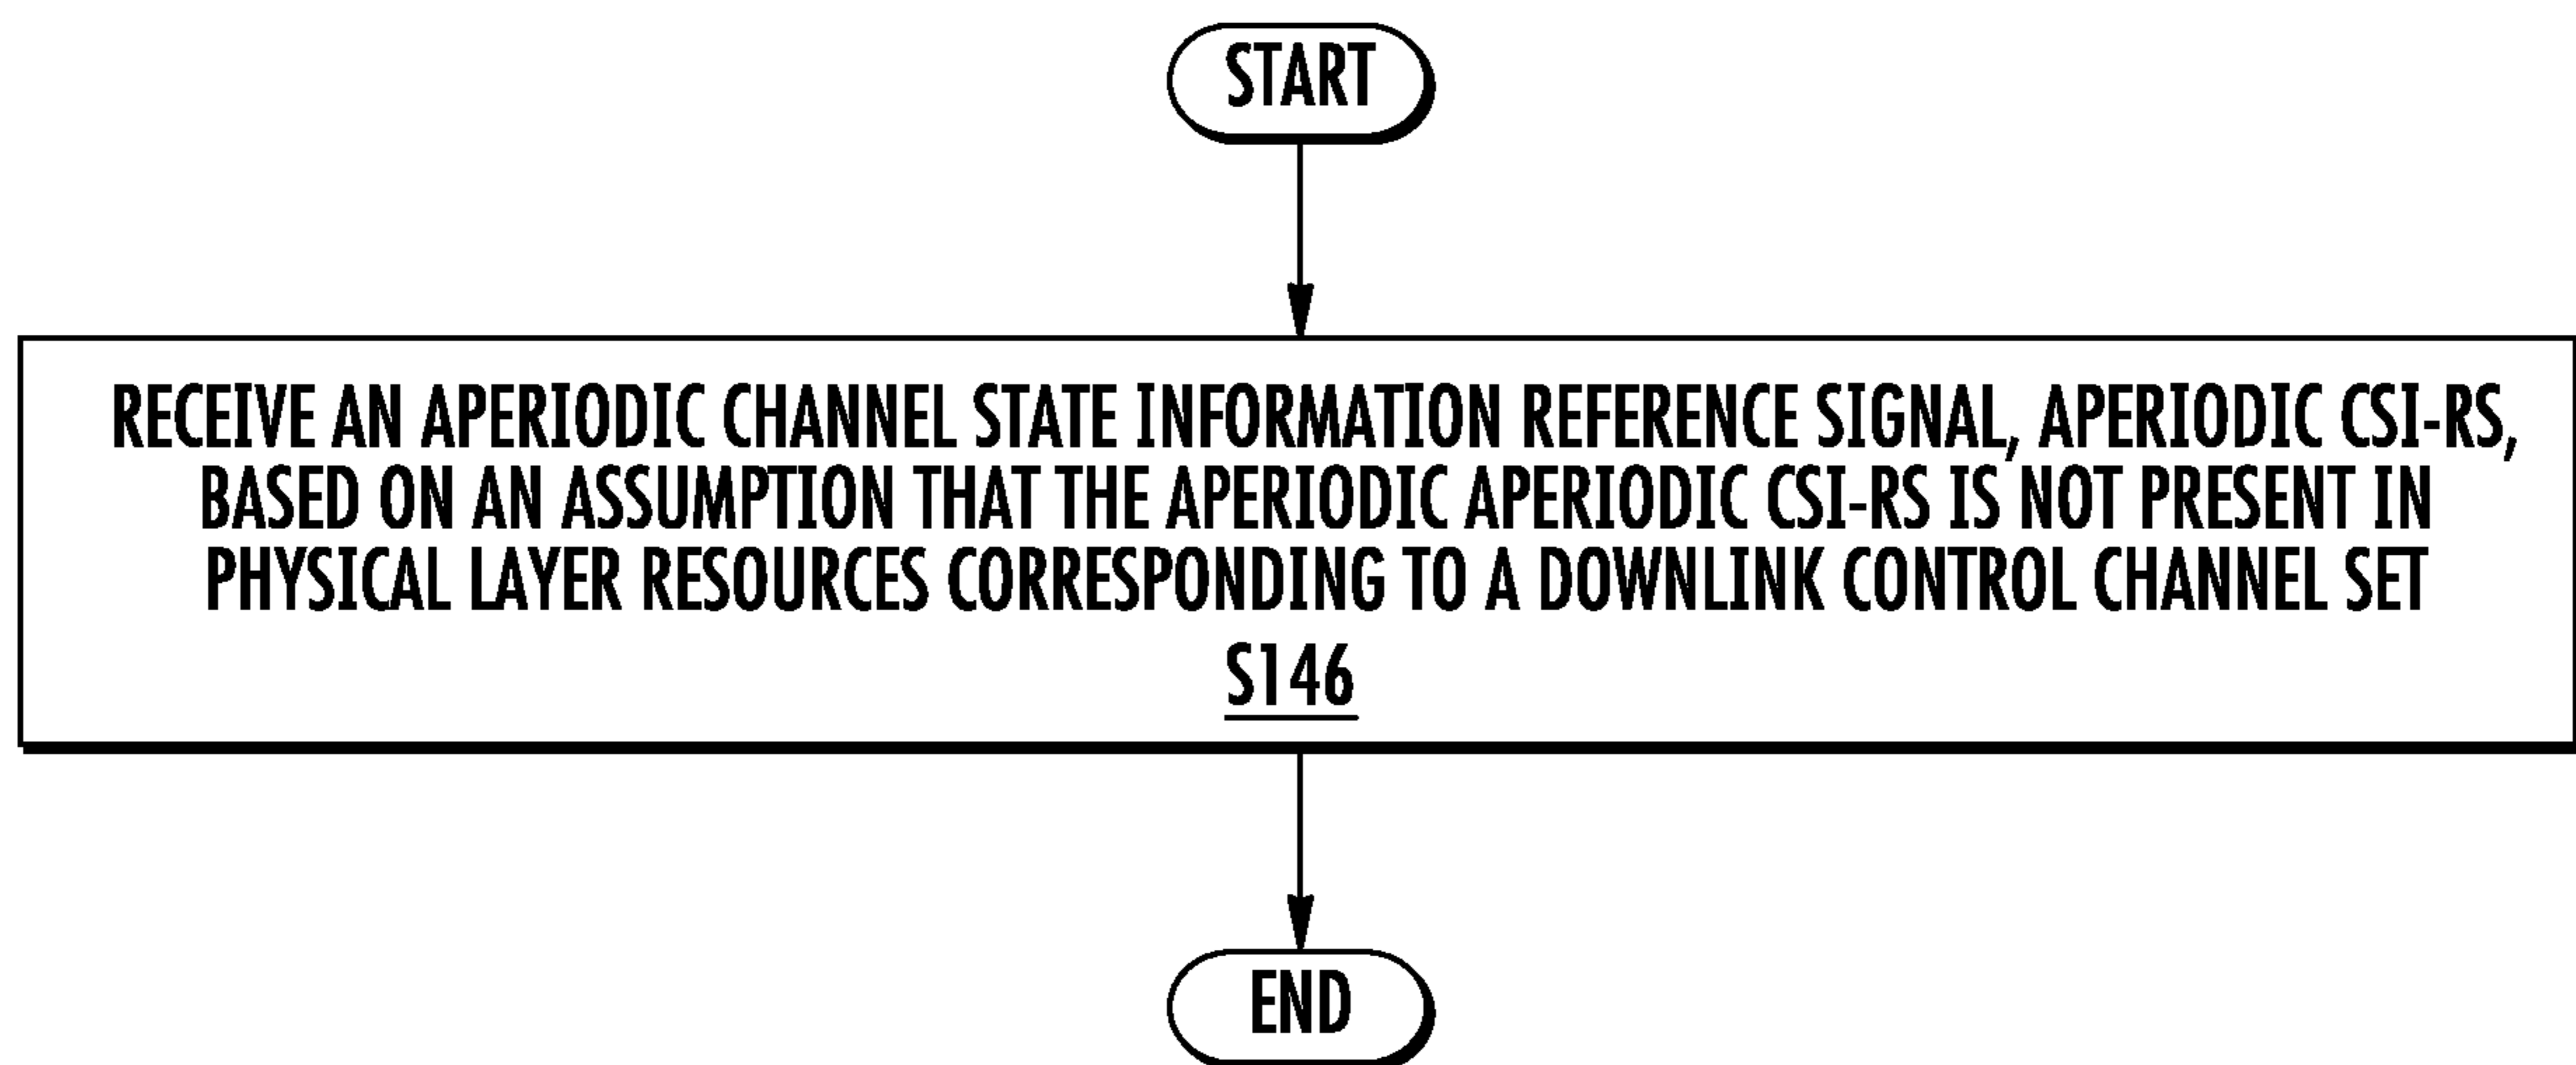 START
RECEIVE AN APERIODIC CHANNEL STATE INFORMATION REFERENCE SIGNAL, APERIODIC CSI-RS,
BASED ON AN ASSUMPTION THAT THE APERIODIC APERIODIC CSI-RS IS NOT PRESENT IN
PHYSICAL LAYER RESOURCES CORRESPONDING TO A DOWNLINK CONTROL CHANNEL SET
S146
END